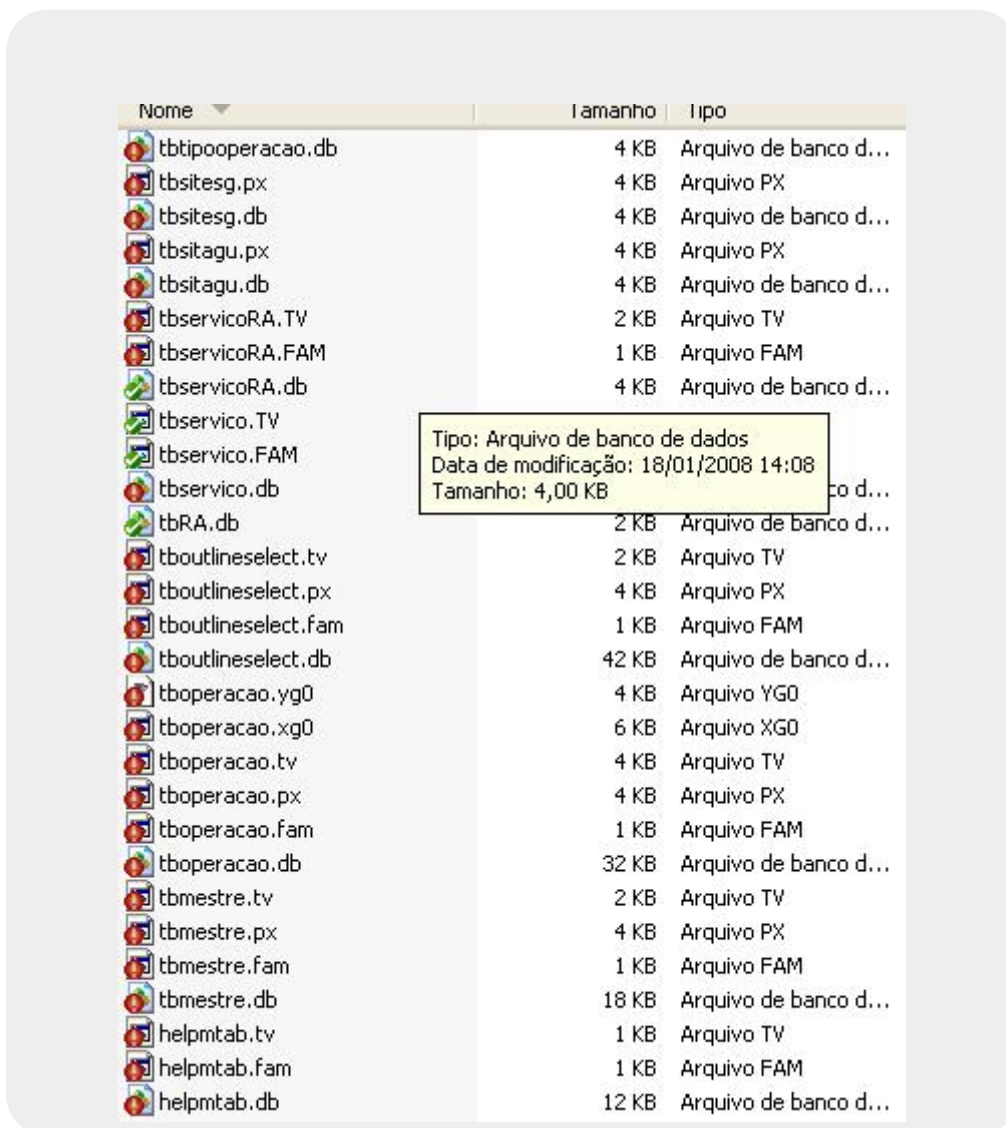 Nome Tamanho Tipo
tbtipooperacao.db 4 KB Arquivo de banco d...
tbsitesg.px 4 KB Arquivo PX
tbsitesg.db 4 KB Arquivo de banco d...
tbsitagu.px 4 KB Arquivo PX
tbsitagu.db 4 KB Arquivo de banco d...
tbservicoRA.TV 2 KB Arquivo TV
tbservicoRA.FAM 1 KB Arquivo FAM
tbservicoRA.db 4 KB Arquivo de banco d...
tbservico.TV
tbservico.FAM
tbservico.db co d...
Tipo: Arquivo de banco de dados
Data de modificação: 18/01/2008 14:08
Tamanho: 4,00 KB
tbRA.db 2 KB Arquivo de banco d...
tboutlineselect.tv 2 KB Arquivo TV
tboutlineselect.px 4 KB Arquivo PX
tboutlineselect.fam 1 KB Arquivo FAM
tboutlineselect.db 42 KB Arquivo de banco d...
tboperacao.yg0 4 KB Arquivo YG0
tboperacao.xg0 6 KB Arquivo XG0
tboperacao.tv 4 KB Arquivo TV
tboperacao.px 4 KB Arquivo PX
tboperacao.fam 1 KB Arquivo FAM
tboperacao.db 32 KB Arquivo de banco d...
tbmestre.tv 2 KB Arquivo TV
tbmestre.px 4 KB Arquivo PX
tbmestre.fam 1 KB Arquivo FAM
tbmestre.db 18 KB Arquivo de banco d...
helpmtab.tv 1 KB Arquivo TV
helpmtab.fam 1 KB Arquivo FAM
helpmtab.db 12 KB Arquivo de banco d...